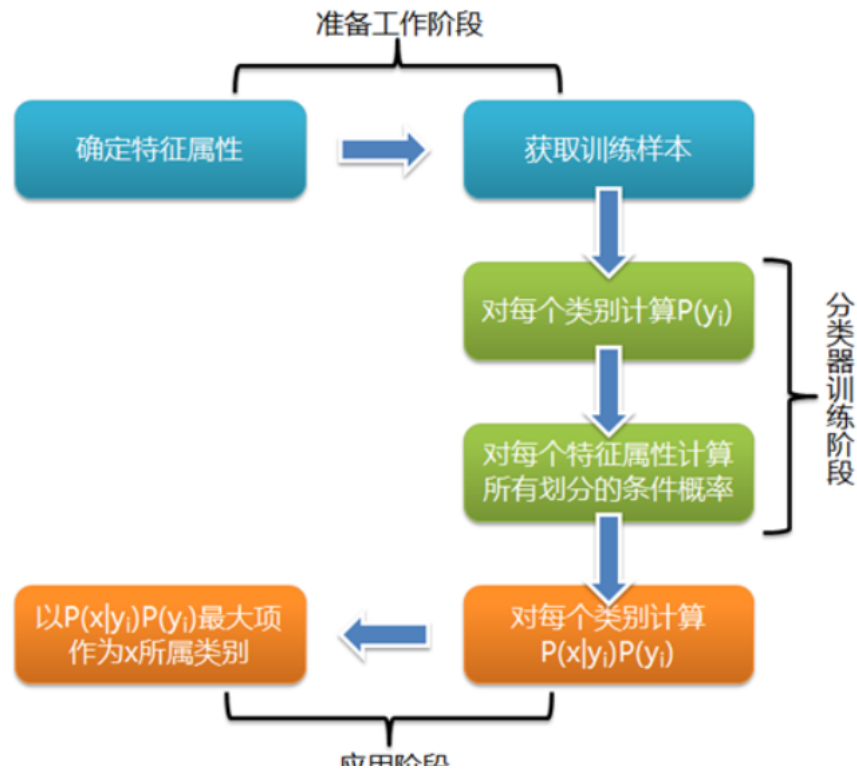 准备工作阶段
确定特征属性
获取训练样本
对每个类别计算P(yi)
分类器训练阶段
对每个特征属性计算
所有划分的条件概率
以P(x|yi)P(yi)最大项
作为x所属类别
对每个类别计算
P(x|yi)P(yi)
应用阶段